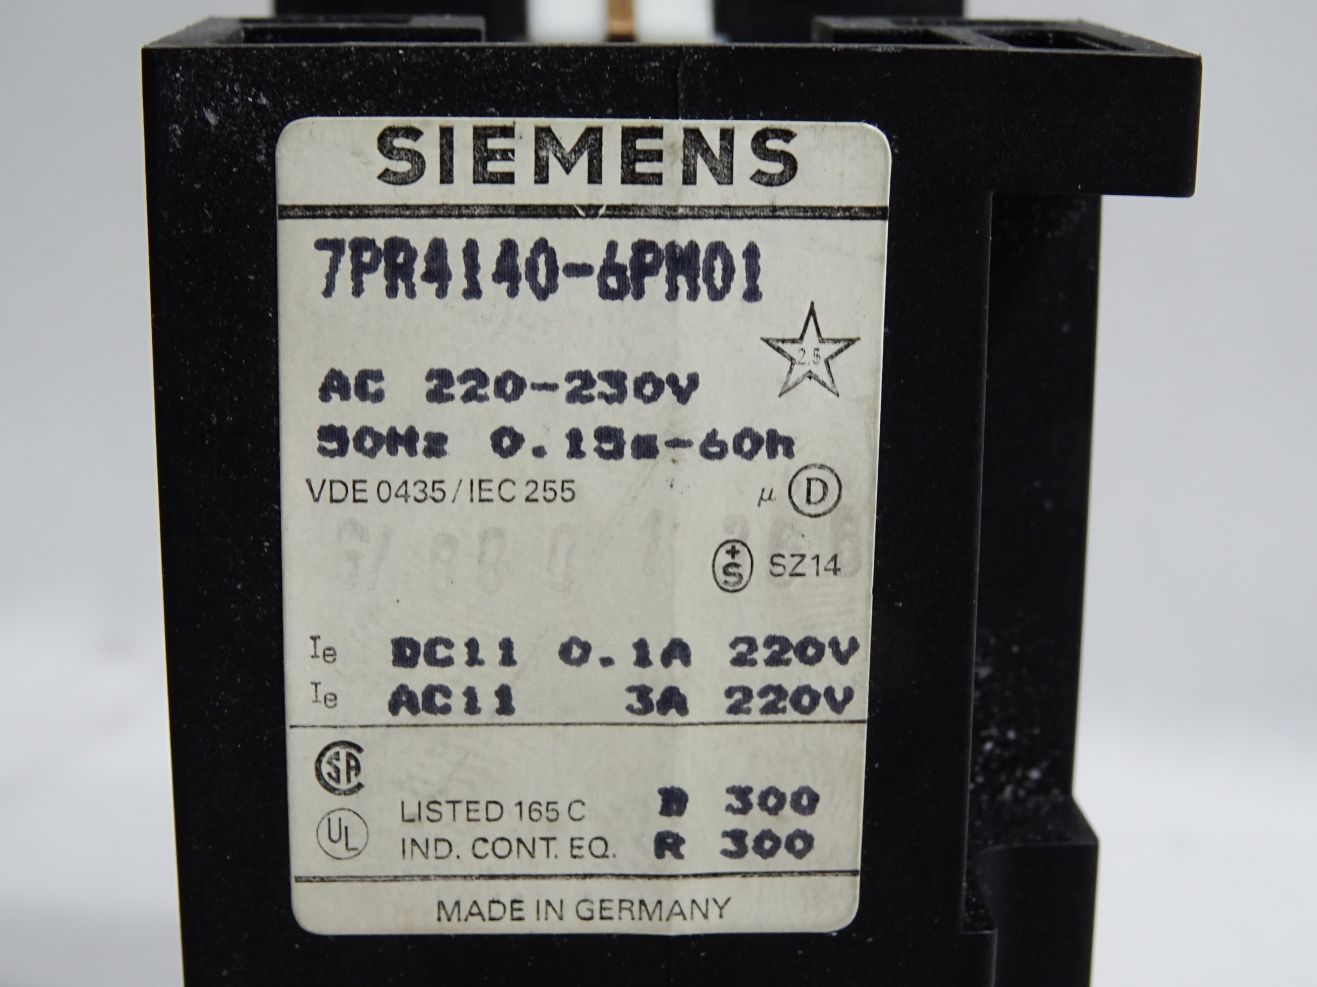 SIEMENS
7PR4140-6PM01
2.5
AC 220-230V
50Hz 0.15s-60h
VDE 0435/IEC 255
µ D
+S SZ14
Ie DC11 0.1A 220V
Ie AC11 3A 220V
CSA
UL LISTED 165 C B 300
IND. CONT. EQ. R 300
MADE IN GERMANY